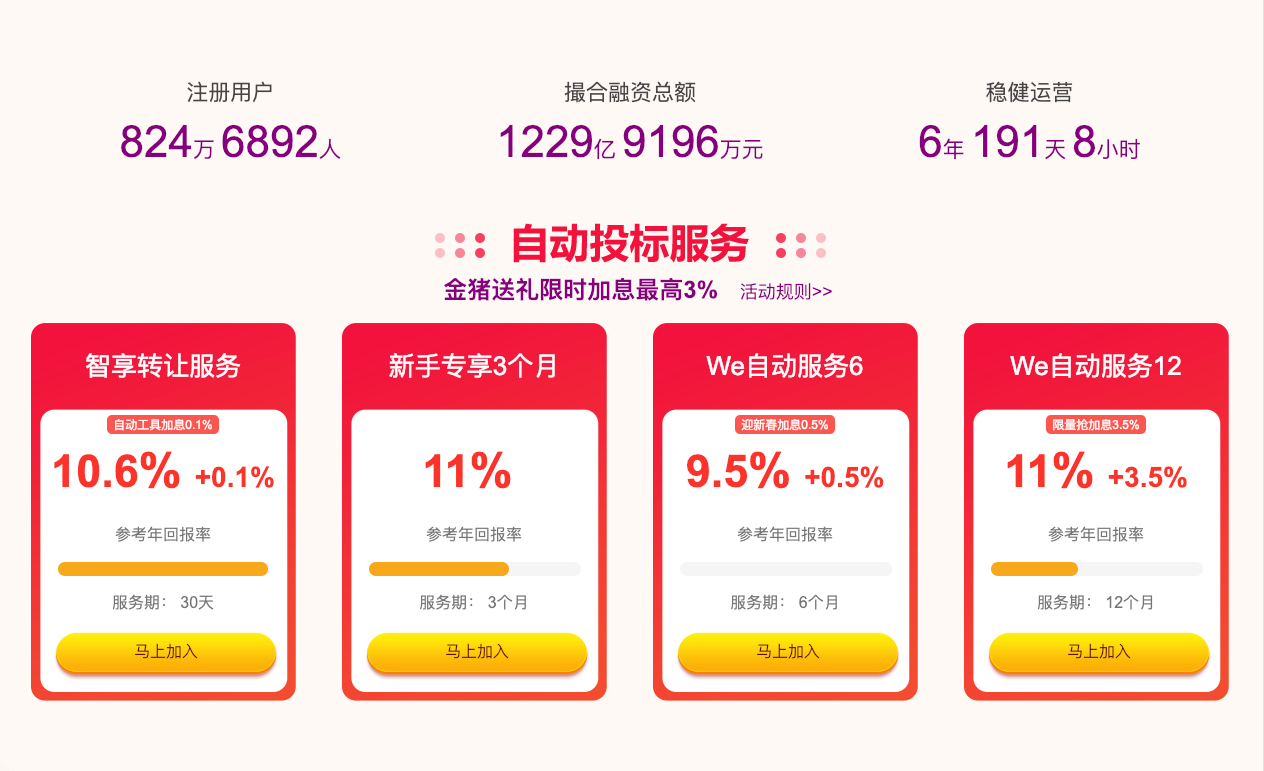 注册用户 撮合融资总额 稳健运营
824万 6892人 1229亿 9196万元 6年 191天 8小时
自动投标服务
金猪送礼限时加息最高3% 活动规则>>
智享转让服务 新手专享3个月 We自动服务6 We自动服务12
自动工具加息0.1% 迎新春加息0.5% 限量抢加息3.5%
10.6% +0.1% 11% 9.5% +0.5% 11% +3.5%
参考年回报率 参考年回报率 参考年回报率 参考年回报率
服务期： 30天 服务期： 3个月 服务期： 6个月 服务期： 12个月
马上加入 马上加入 马上加入 马上加入